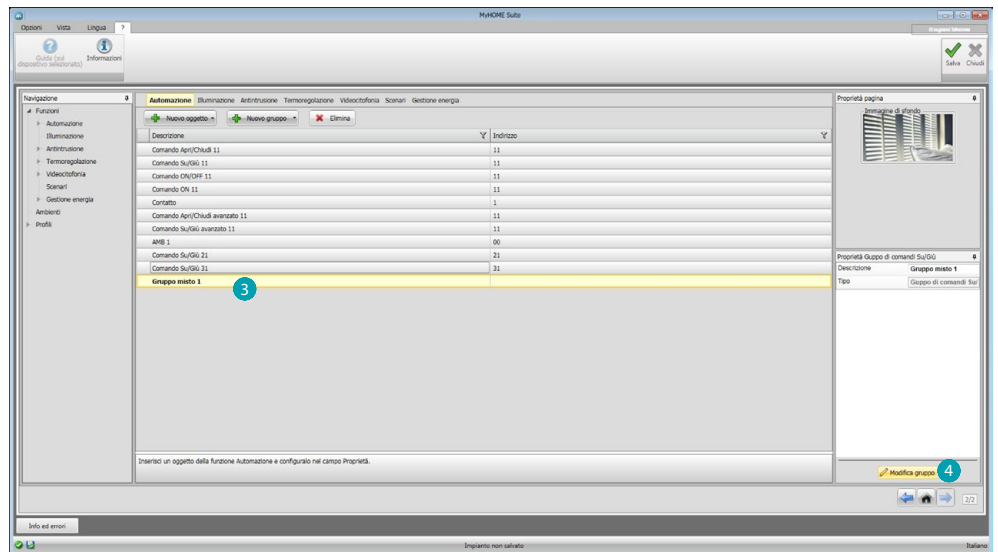 MyHOME Suite
Opzioni Vista Lingua ?
Guida (sul dispositivo selezionato)
Informazioni
Salva Chiudi
Navigazione
Funzioni
Automazione
Illuminazione
Antintrusione
Termoregolazione
Videocitofonia
Scenari
Gestione energia
Ambienti
Profili
Automazione Illuminazione Antintrusione Termoregolazione Videocitofonia Scenari Gestione energia
Nuovo oggetto Nuovo gruppo Elimina
Descrizione Indirizzo
Comando Apri/Chiudi 11 11
Comando Su/Giù 11 11
Comando ON/OFF 11 11
Comando ON 11 11
Contatto 1
Comando Apri/Chiudi avanzato 11 11
Comando Su/Giù avanzato 11 11
AMB 1 00
Comando Su/Giù 21 21
Comando Su/Giù 31 31
Gruppo misto 1
3
Inserisci un oggetto della funzione Automazione e configuralo nel campo Proprietà.
Proprietà pagina
Immagine di sfondo
Proprietà Guppo di comandi Su/Giù
Descrizione Gruppo misto 1
Tipo Guppo di comandi Su/
Modifica gruppo 4
2/2
Info ed errori
Impianto non salvato Italiano